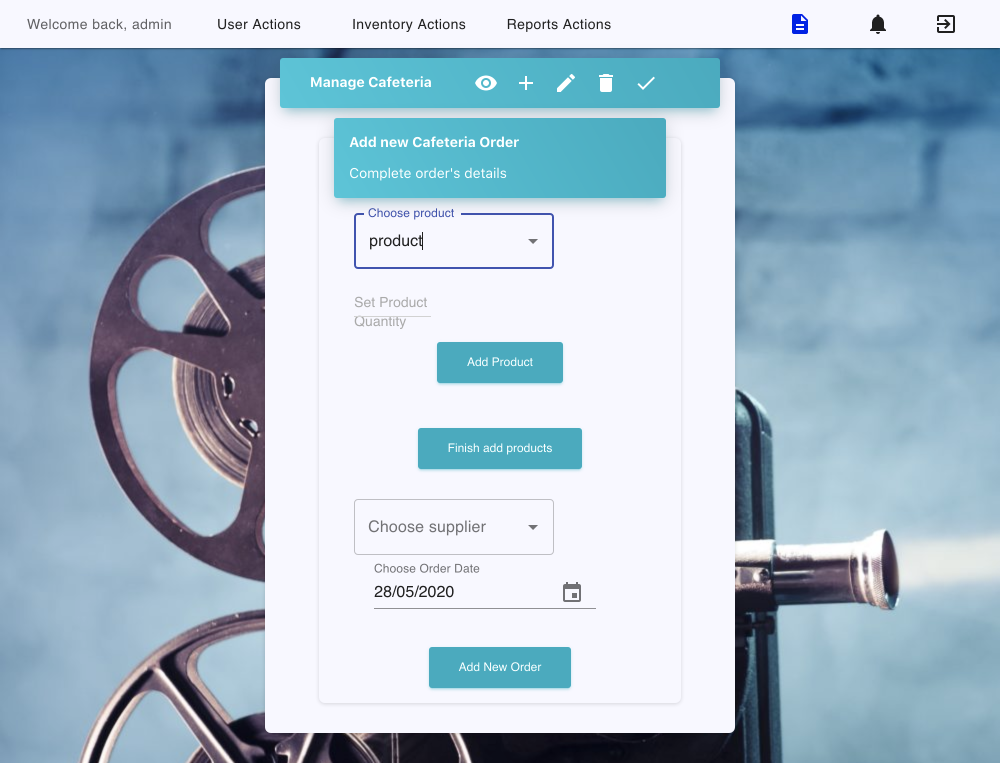 Welcome back, admin
User Actions
Inventory Actions
Reports Actions
Manage Cafeteria
Add new Cafeteria Order
Complete order's details
Choose product
product
Set Product
Quantity
Add Product
Finish add products
Choose supplier
Choose Order Date
28/05/2020
Add New Order